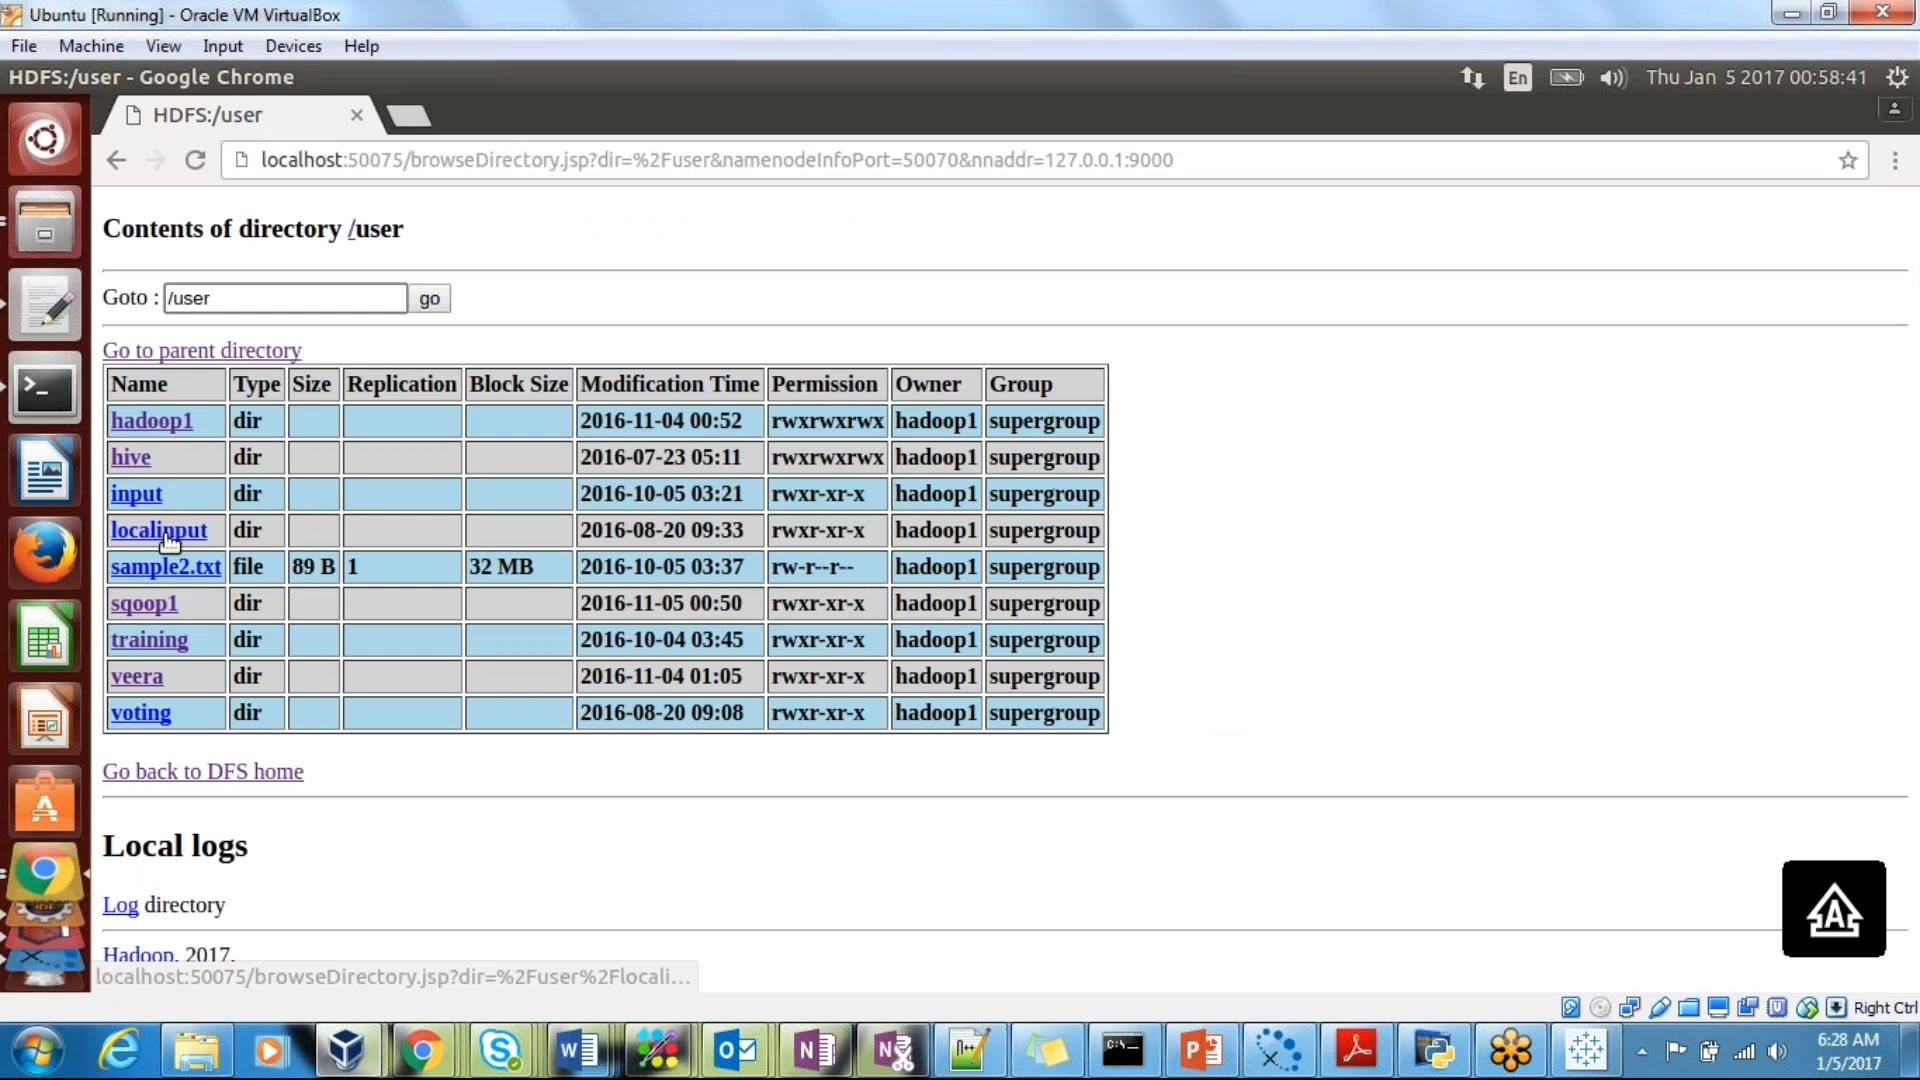 Ubuntu [Running] - Oracle VM VirtualBox
File Machine View Input Devices Help
HDFS:/user - Google Chrome
En
Thu Jan 5 2017 00:58:41
HDFS:/user
localhost:50075/browseDirectory.jsp?dir=%2Fuser&namenodeInfoPort=50070&nnaddr=127.0.0.1:9000
Contents of directory /user
Goto : /user go
Go to parent directory
Name Type Size Replication Block Size Modification Time Permission Owner Group
hadoop1 dir 2016-11-04 00:52 rwxrwxrwx hadoop1 supergroup
hive dir 2016-07-23 05:11 rwxrwxrwx hadoop1 supergroup
input dir 2016-10-05 03:21 rwxr-xr-x hadoop1 supergroup
localinput dir 2016-08-20 09:33 rwxr-xr-x hadoop1 supergroup
sample2.txt file 89 B 1 32 MB 2016-10-05 03:37 rw-r--r-- hadoop1 supergroup
sqoop1 dir 2016-11-05 00:50 rwxr-xr-x hadoop1 supergroup
training dir 2016-10-04 03:45 rwxr-xr-x hadoop1 supergroup
veera dir 2016-11-04 01:05 rwxr-xr-x hadoop1 supergroup
voting dir 2016-08-20 09:08 rwxr-xr-x hadoop1 supergroup
Go back to DFS home
Local logs
Log directory
Hadoop, 2017.
localhost:50075/browseDirectory.jsp?dir=%2Fuser%2Flocali...
Right Ctrl
6:28 AM
1/5/2017